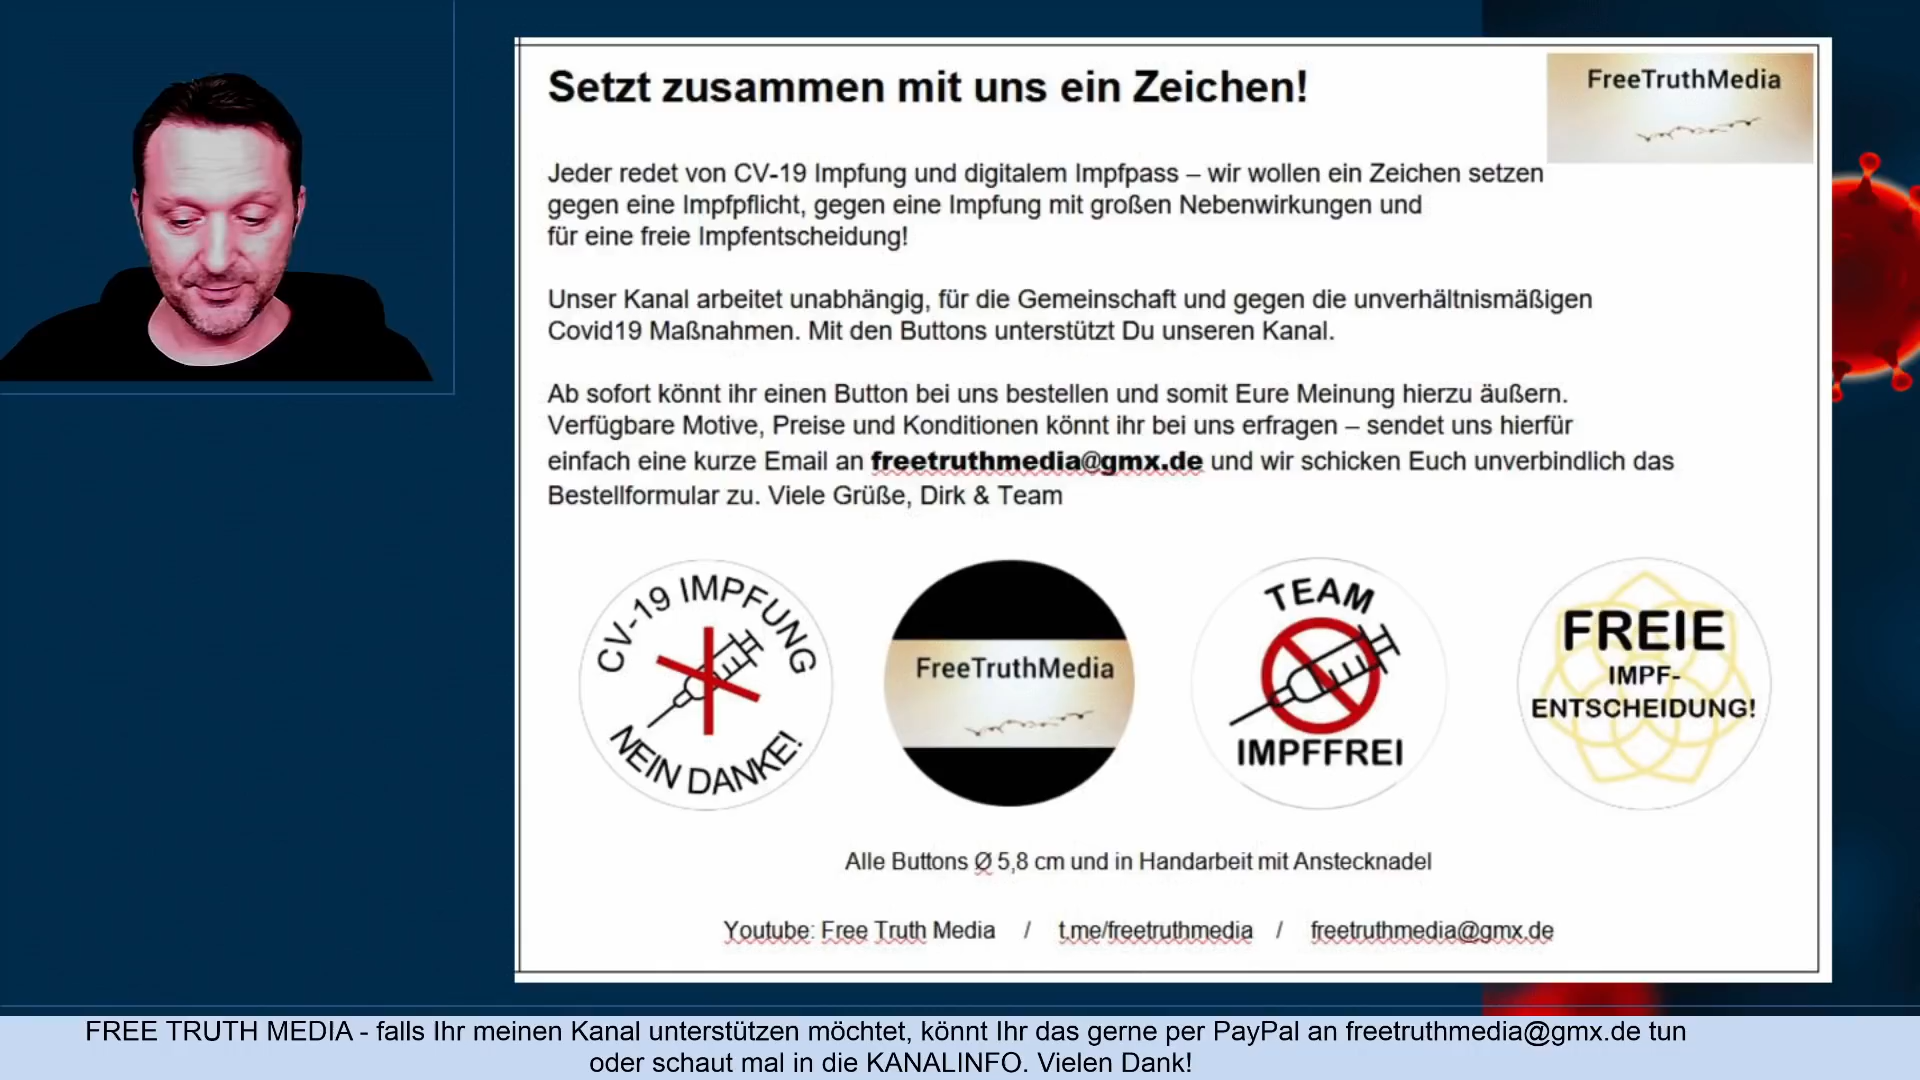 Setzt zusammen mit uns ein Zeichen!
FreeTruthMedia
Jeder redet von CV-19 Impfung und digitalem Impfpass – wir wollen ein Zeichen setzen
gegen eine Impfpflicht, gegen eine Impfung mit großen Nebenwirkungen und
für eine freie Impfentscheidung!
Unser Kanal arbeitet unabhängig, für die Gemeinschaft und gegen die unverhältnismäßigen
Covid19 Maßnahmen. Mit den Buttons unterstützt Du unseren Kanal.
Ab sofort könnt ihr einen Button bei uns bestellen und somit Eure Meinung hierzu äußern.
Verfügbare Motive, Preise und Konditionen könnt ihr bei uns erfragen – sendet uns hierfür
einfach eine kurze Email an freetruthmedia@gmx.de und wir schicken Euch unverbindlich das
Bestellformular zu. Viele Grüße, Dirk & Team
CV-19 IMPFUNG
NEIN DANKE!
FreeTruthMedia
TEAM
IMPFFREI
FREIE
IMPF-
ENTSCHEIDUNG!
Alle Buttons Ø 5,8 cm und in Handarbeit mit Anstecknadel
Youtube: Free Truth Media / t.me/freetruthmedia / freetruthmedia@gmx.de
FREE TRUTH MEDIA - falls Ihr meinen Kanal unterstützen möchtet, könnt Ihr das gerne per PayPal an freetruthmedia@gmx.de tun
oder schaut mal in die KANALINFO. Vielen Dank!